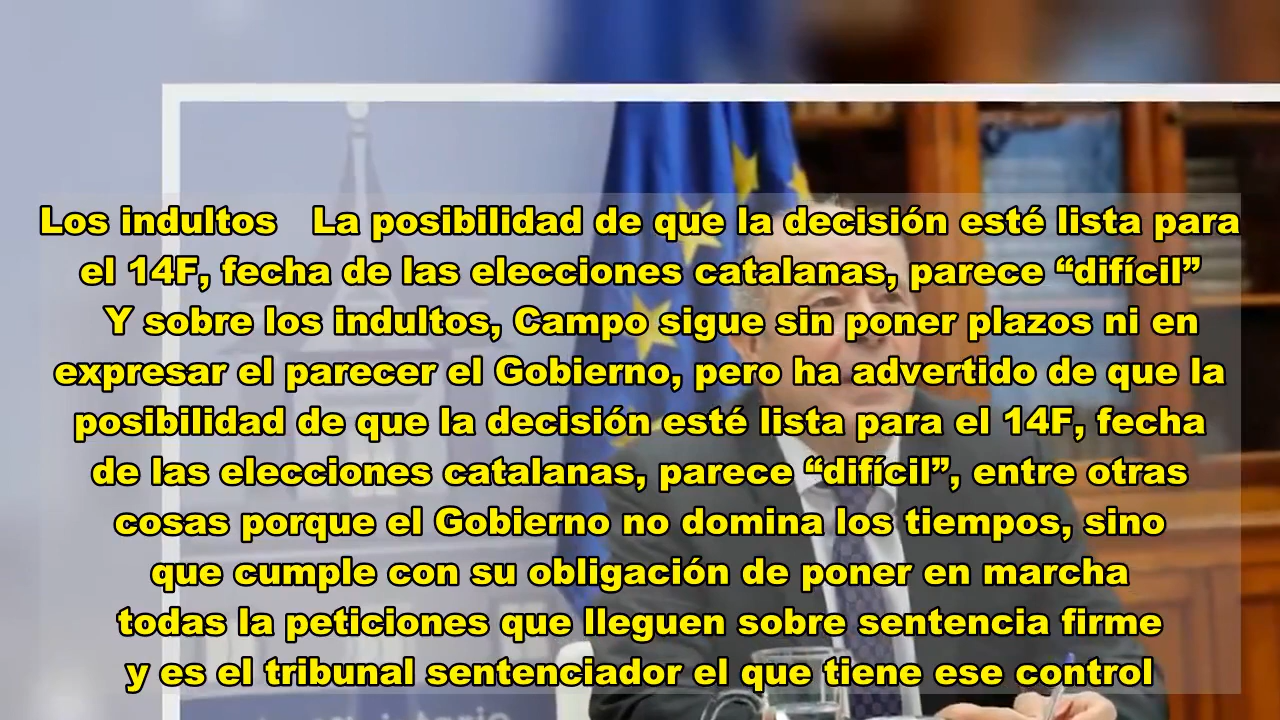 Los indultos   La posibilidad de que la decisión esté lista para
el 14F, fecha de las elecciones catalanas, parece “difícil”
Y sobre los indultos, Campo sigue sin poner plazos ni en
expresar el parecer el Gobierno, pero ha advertido de que la
posibilidad de que la decisión esté lista para el 14F, fecha
de las elecciones catalanas, parece “difícil”, entre otras
cosas porque el Gobierno no domina los tiempos, sino
que cumple con su obligación de poner en marcha
todas la peticiones que lleguen sobre sentencia firme
y es el tribunal sentenciador el que tiene ese control